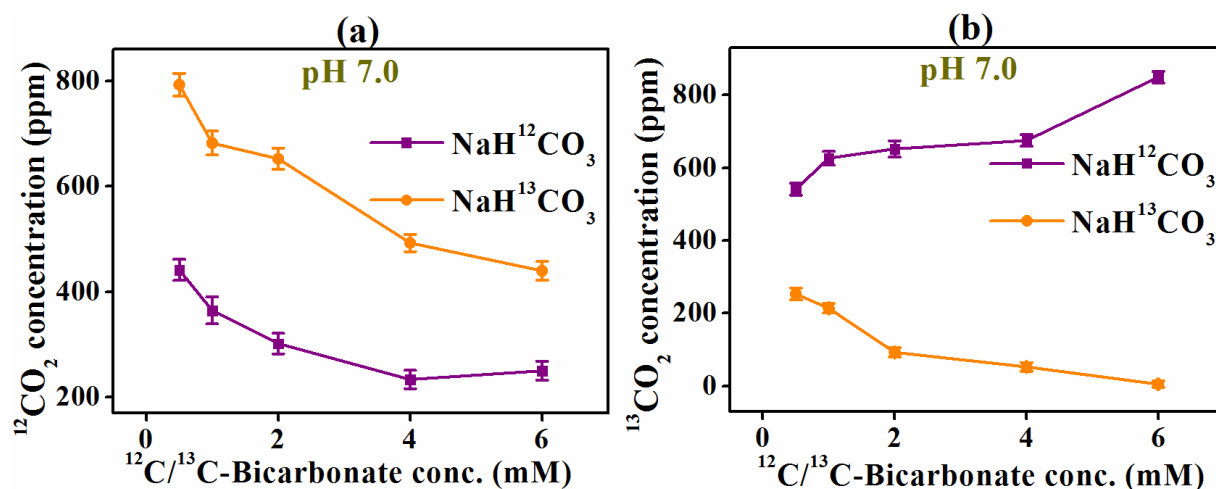 (a)
pH 7.0
¹²CO₂ concentration (ppm)
800
600
400
200
NaH¹²CO₃
NaH¹³CO₃
0 2 4 6
¹²C/¹³C-Bicarbonate conc. (mM)
(b)
pH 7.0
¹³CO₂ concentration (ppm)
800
600
400
200
0
NaH¹²CO₃
NaH¹³CO₃
0 2 4 6
¹²C/¹³C-Bicarbonate conc. (mM)